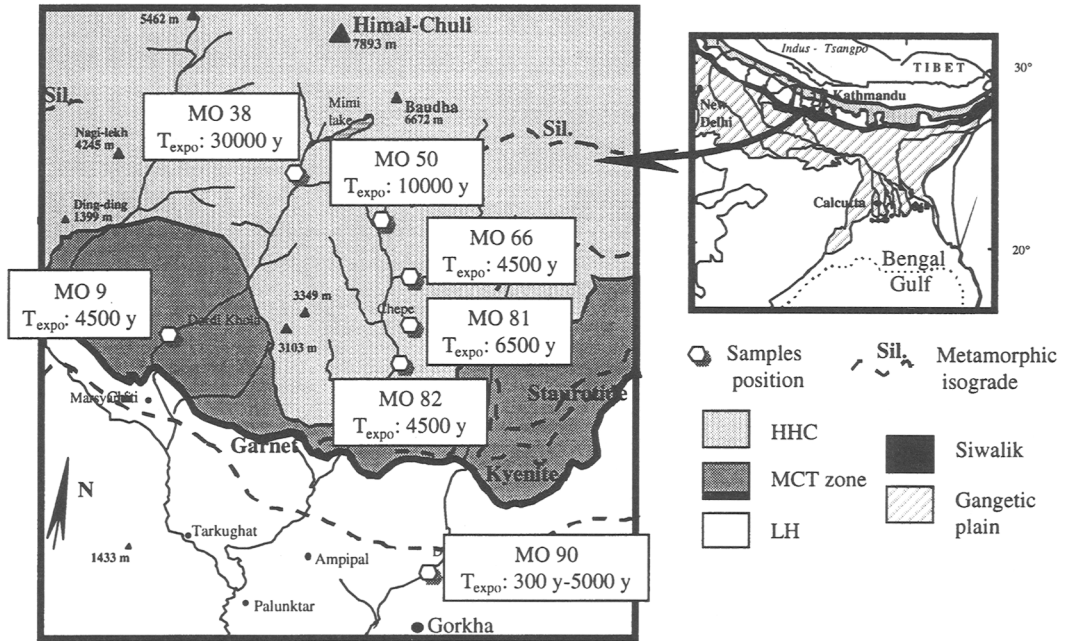 5462 m
Himal-Chuli
7893 m
Sil.
MO 38
Texpo: 30000 y
Mimi
lake
Baudha
6672 m
Sil.
Nagi-lekh
4245 m
MO 50
Texpo: 10000 y
Ding-ding
1399 m
MO 66
Texpo: 4500 y
MO 9
Texpo: 4500 y
3349 m
Chepe
Dordi Khola
3103 m
MO 81
Texpo: 6500 y
MO 82
Texpo: 4500 y
Staurotide
Garnet
Kyenite
N
Tarkughat
1433 m
Ampipal
MO 90
Texpo: 300 y-5000 y
Palunktar
Gorkha
Indus - Tsangpo
TIBET
30°
New
Delhi
Kathmandu
Calcutta
20°
Bengal
Gulf
Samples
position
Sil.
Metamorphic
isograde
HHC
MCT zone
LH
Siwalik
Gangetic
plain